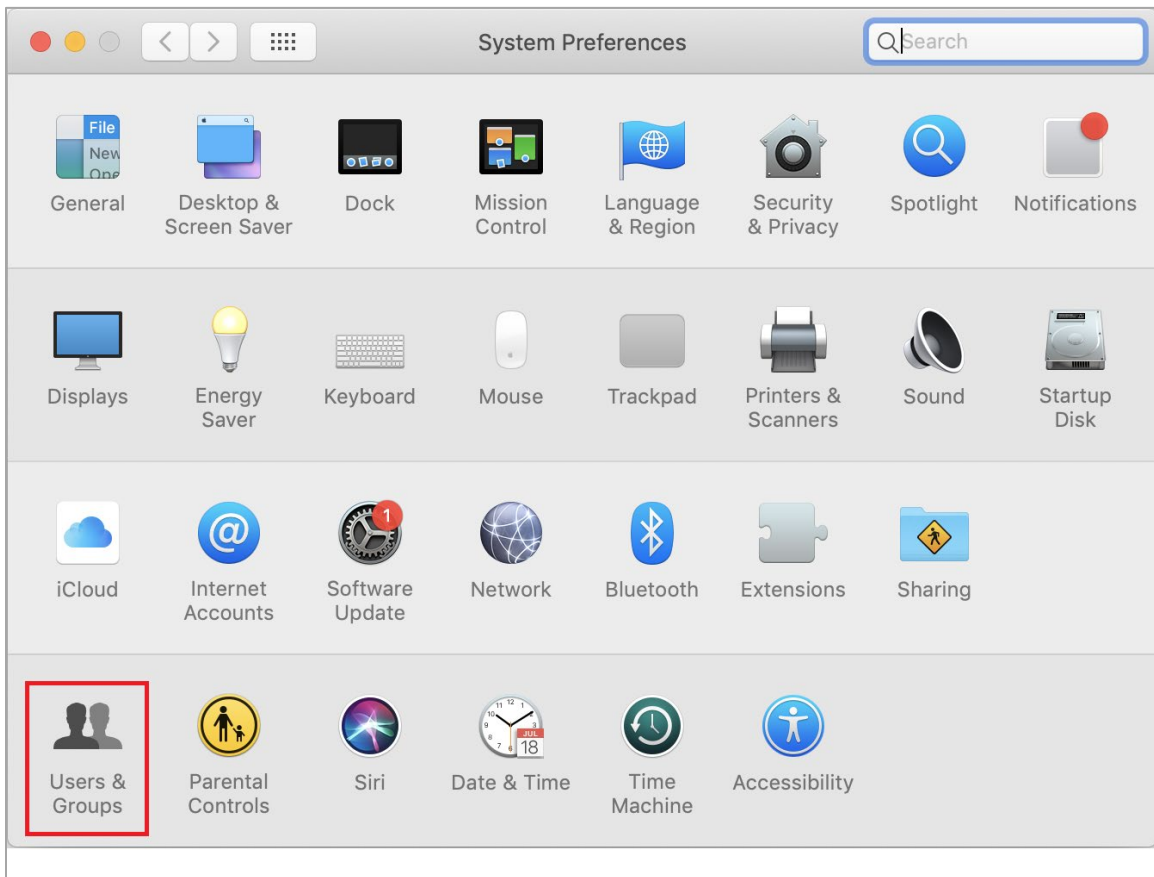 System Preferences
Search
File
New
Ope
General
Desktop &
Screen Saver
Dock
Mission
Control
Language
& Region
Security
& Privacy
Spotlight
Notifications
Displays
Energy
Saver
Keyboard
Mouse
Trackpad
Printers &
Scanners
Sound
Startup
Disk
iCloud
@
Internet
Accounts
1
Software
Update
Network
Bluetooth
Extensions
Sharing
Users &
Groups
Parental
Controls
Siri
JUL
18
Date & Time
Time
Machine
Accessibility